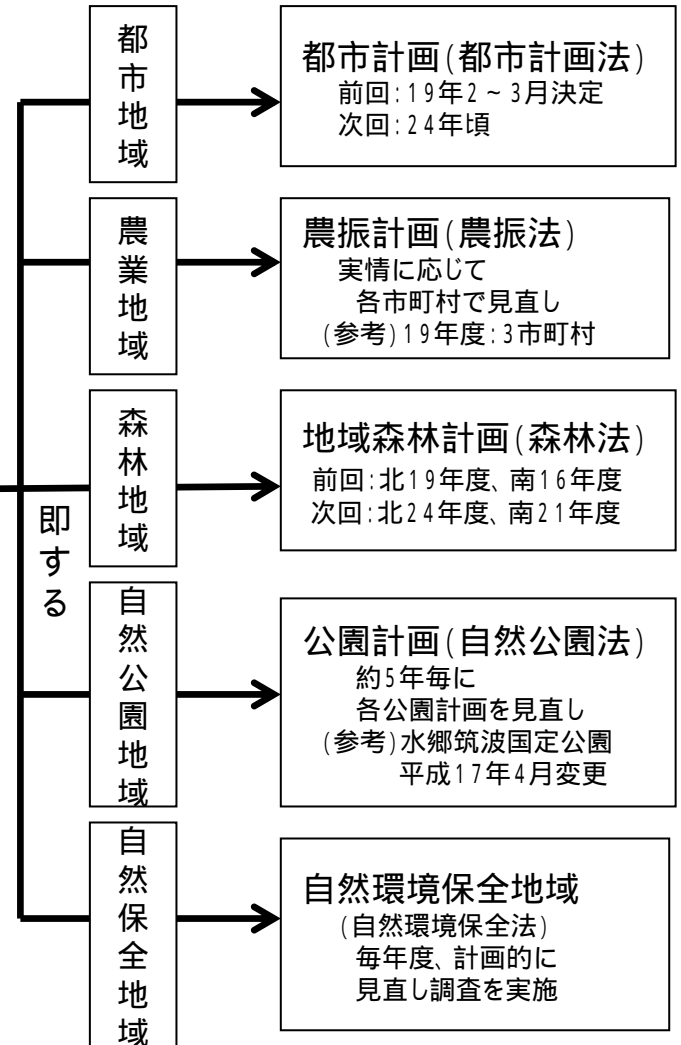 都市地域
都市計画(都市計画法)
前回:19年2~3月決定
次回:24年頃
農業地域
農振計画(農振法)
実情に応じて
各市町村で見直し
(参考)19年度:3市町村
森林地域
地域森林計画(森林法)
前回:北19年度、南16年度
次回:北24年度、南21年度
即する
自然公園地域
公園計画(自然公園法)
約5年毎に
各公園計画を見直し
(参考)水郷筑波国定公園
平成17年4月変更
自然保全地域
自然環境保全地域
(自然環境保全法)
毎年度、計画的に
見直し調査を実施